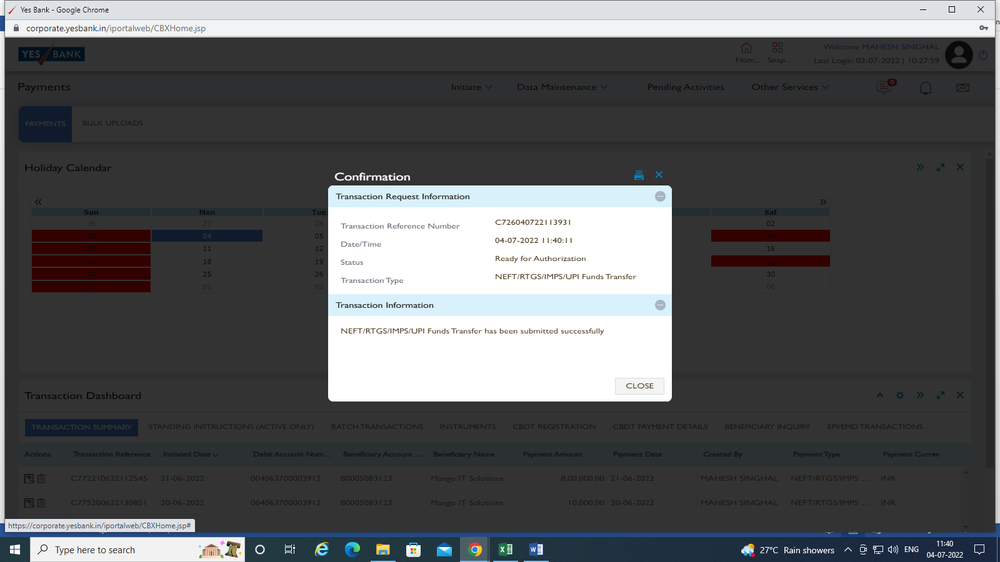 Yes Bank - Google Chrome
corporate.yesbank.in/iportalweb/CBXHome.jsp
YES BANK
Hom...
Snap...
Welcome MAHESH SINGHAL
Last Login: 02-07-2022 | 10:27:59
Payments
Initiate
Data Maintenance
Pending Activities
Other Services
0
PAYMENTS
BULK UPLOADS
Holiday Calendar
Confirmation
Transaction Request Information
Transaction Reference Number C726040722113931
Date/Time 04-07-2022 11:40:11
Status Ready for Authorization
Transaction Type NEFT/RTGS/IMPS/UPI Funds Transfer
Transaction Information
NEFT/RTGS/IMPS/UPI Funds Transfer has been submitted successfully
CLOSE
Sun Mon Tue Sat
26 27 28 02
04 05
11 12 16
18 19
25 26 30
01 02 06
Transaction Dashboard
TRANSACTION SUMMARY STANDING INSTRUCTIONS (ACTIVE ONLY) BATCH TRANSACTIONS INSTRUMENTS CBDT REGISTRATION CBDT PAYMENT DETAILS BENEFICIARY INQUIRY EPI/EMD TRANSACTIONS
Actions Transaction Reference Initiated Date Debit Account Num... Beneficiary Account ... Beneficiary Name Payment Amount Payment Date Created By Payment Type Payment Curren
C772210622112545 21-06-2022 004063700003912 80005083123 Mango IT Solutions 8,00,000.00 21-06-2022 MAHESH SINGHAL NEFT/RTGS/IMPS ... INR
C775200622130851 20-06-2022 004063700003912 80005083123 Mango IT Solutions 10,000.00 20-06-2022 MAHESH SINGHAL NEFT/RTGS/IMPS ... INR
https://corporate.yesbank.in/iportalweb/CBXHome.jsp#
Type here to search
27°C Rain showers
ENG
11:40
04-07-2022